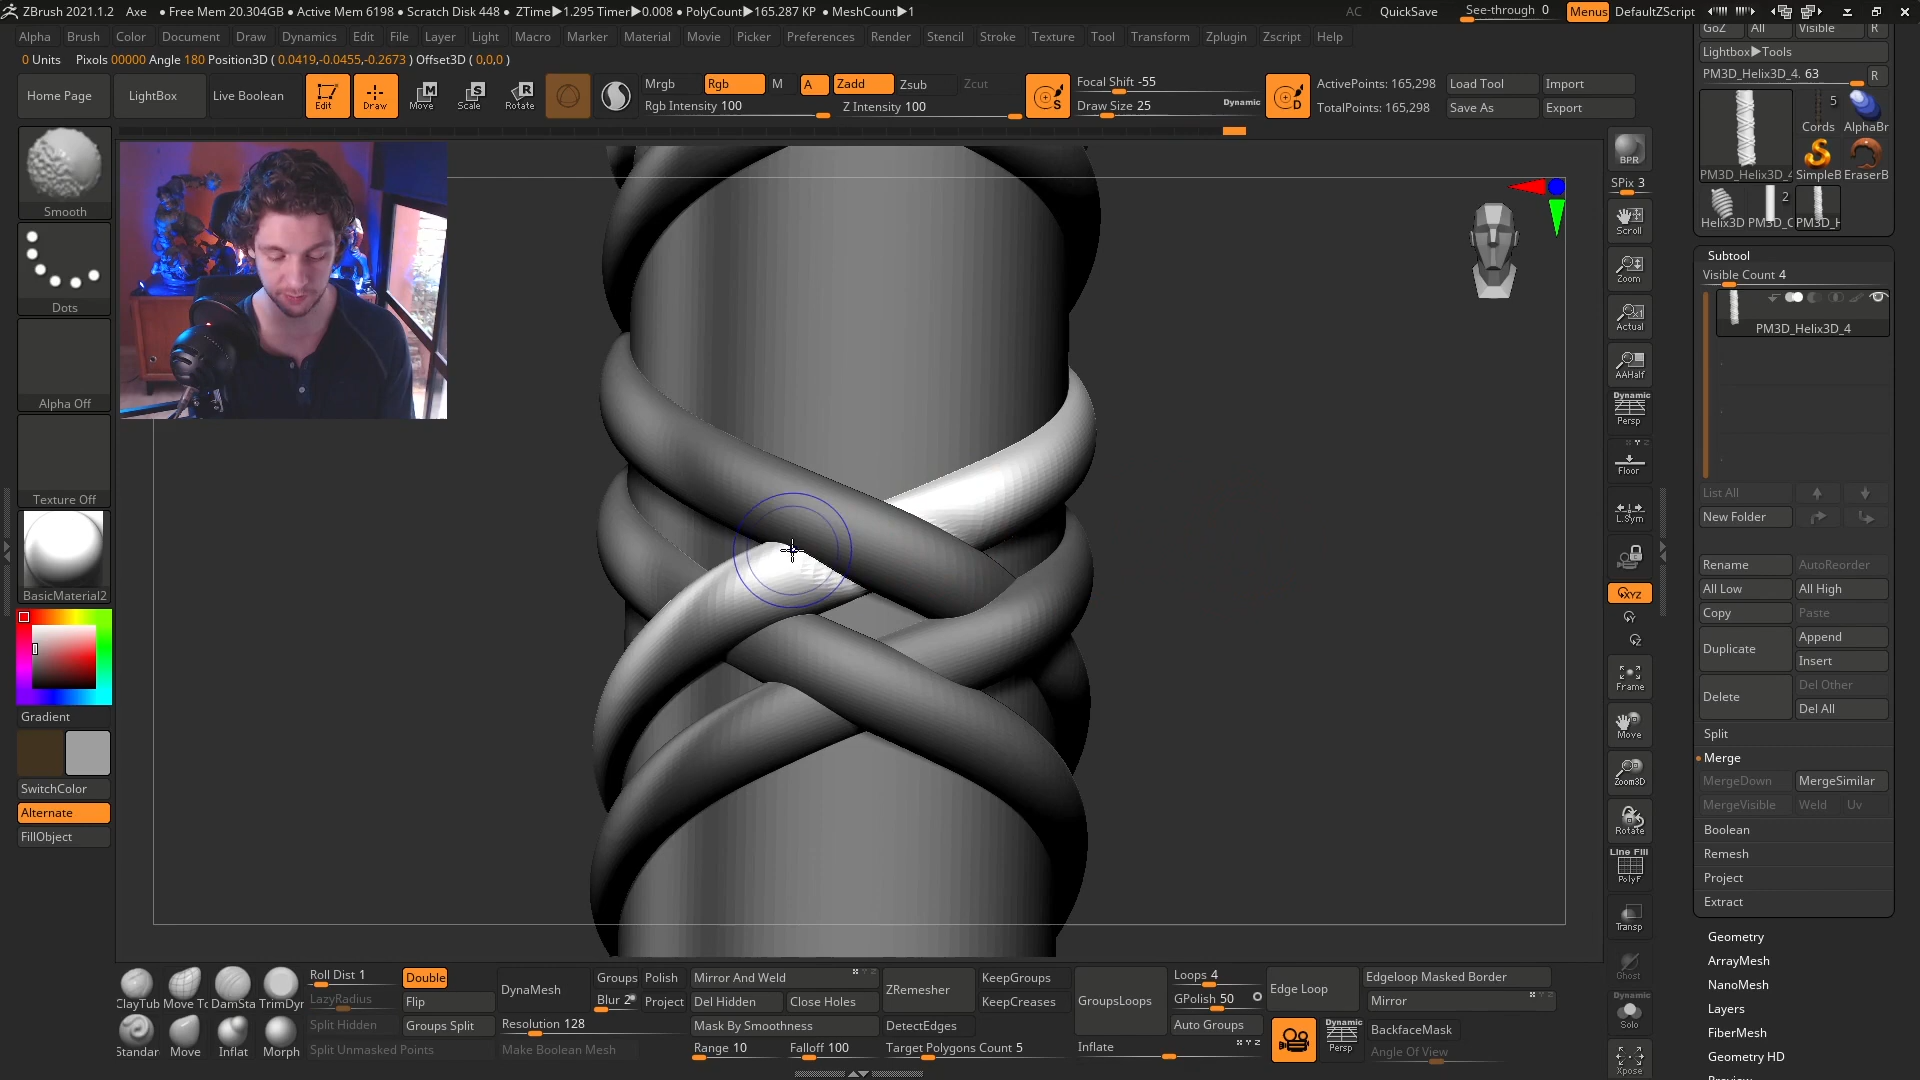 ZBrush 2021.1.2 Axe ● Free Mem 20.304GB ● Active Mem 6198 ● Scratch Disk 448 ● ZTime▶1.295 Timer▶0.008 ● PolyCount▶165.287 KP ● MeshCount▶1 AC QuickSave See-through 0 Menus DefaultZScript
Alpha Brush Color Document Draw Dynamics Edit File Layer Light Macro Marker Material Movie Picker Preferences Render Stencil Stroke Texture Tool Transform Zplugin Zscript Help
0 Units Pixols 00000 Angle 180 Position3D ( 0.0419,-0.0455,-0.2673 ) Offset3D ( 0,0,0 )
Home Page LightBox Live Boolean Edit Draw Move Scale Rotate
Mrgb Rgb M A Zadd Zsub Zcut
Rgb Intensity 100 Z Intensity 100
S Focal Shift -55
Draw Size 25 Dynamic
D ActivePoints: 165,298
TotalPoints: 165,298
Load Tool Import
Save As Export
Smooth
Dots
Alpha Off
Texture Off
BasicMaterial2
Gradient
SwitchColor
Alternate
FillObject
BPR
SPix 3
Scroll
Zoom
Actual
AAHalf
Dynamic
Persp
Floor
L.Sym
XYZ
Frame
Move
Zoom3D
Rotate
Line Fill
PolyF
Transp
Ghost
Dynamic
Solo
Xpose
GoZ All Visible R
Lightbox▶Tools
PM3D_Helix3D_4. 63 R
5
PM3D_Helix3D_4 Cords AlphaBr
SimpleB EraserB
2
Helix3D PM3D_C PM3D_H
Subtool
Visible Count 4
PM3D_Helix3D_4
List All
New Folder
Rename AutoReorder
All Low All High
Copy Paste
Duplicate Append
Insert
Delete Del Other
Del All
Split
Merge
MergeDown MergeSimilar
MergeVisible Weld Uv
Boolean
Remesh
Project
Extract
Geometry
ArrayMesh
NanoMesh
Layers
FiberMesh
Geometry HD
ClayTub Move Tc DamSta TrimDyr
Standar Move Inflat Morph
Roll Dist 1 Double
LazyRadius Flip
Split Hidden Groups Split
Split Unmasked Points
DynaMesh Groups Polish
Blur 2 Project
Resolution 128
Make Boolean Mesh
Mirror And Weld
Del Hidden Close Holes
Mask By Smoothness
Range 10 Falloff 100
ZRemesher KeepGroups
KeepCreases
DetectEdges
Target Polygons Count 5
GroupsLoops Loops 4
GPolish 50
Auto Groups
Inflate
Edge Loop Edgeloop Masked Border
Mirror
Dynamic
Persp
BackfaceMask
Angle Of View